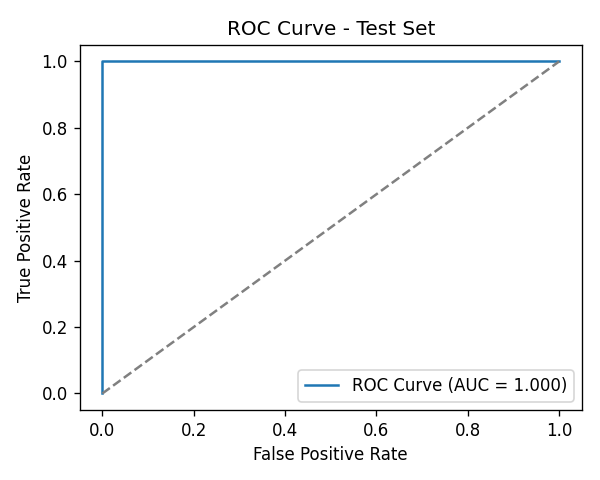 ROC Curve - Test Set
True Positive Rate
1.0
0.8
0.6
0.4
0.2
0.0
ROC Curve (AUC = 1.000)
0.0 0.2 0.4 0.6 0.8 1.0
False Positive Rate